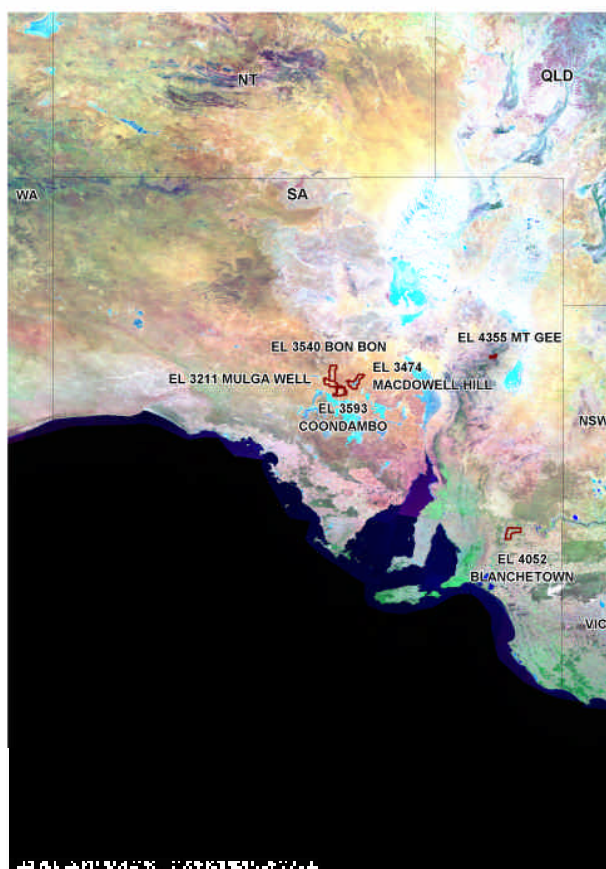 NT
QLD
WA
SA
EL 3540 BON BON
EL 4355 MT GEE
EL 3211 MULGA WELL
EL 3474
MACDOWELL HILL
EL 3593
COONDAMBO
NSW
EL 4052
BLANCHETOWN
VIC